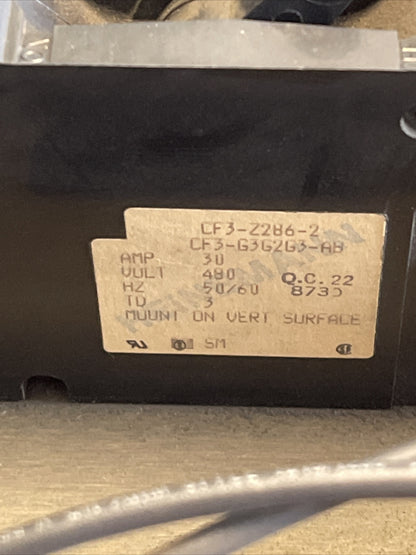 CF3-Z286-2
CF3-G3G2G3-AB
AMP 30
VOLT 480 Q.C. 22
HZ 50/60
TD 3
MOUNT ON VERT SURFACE
HEINEMANN
SM